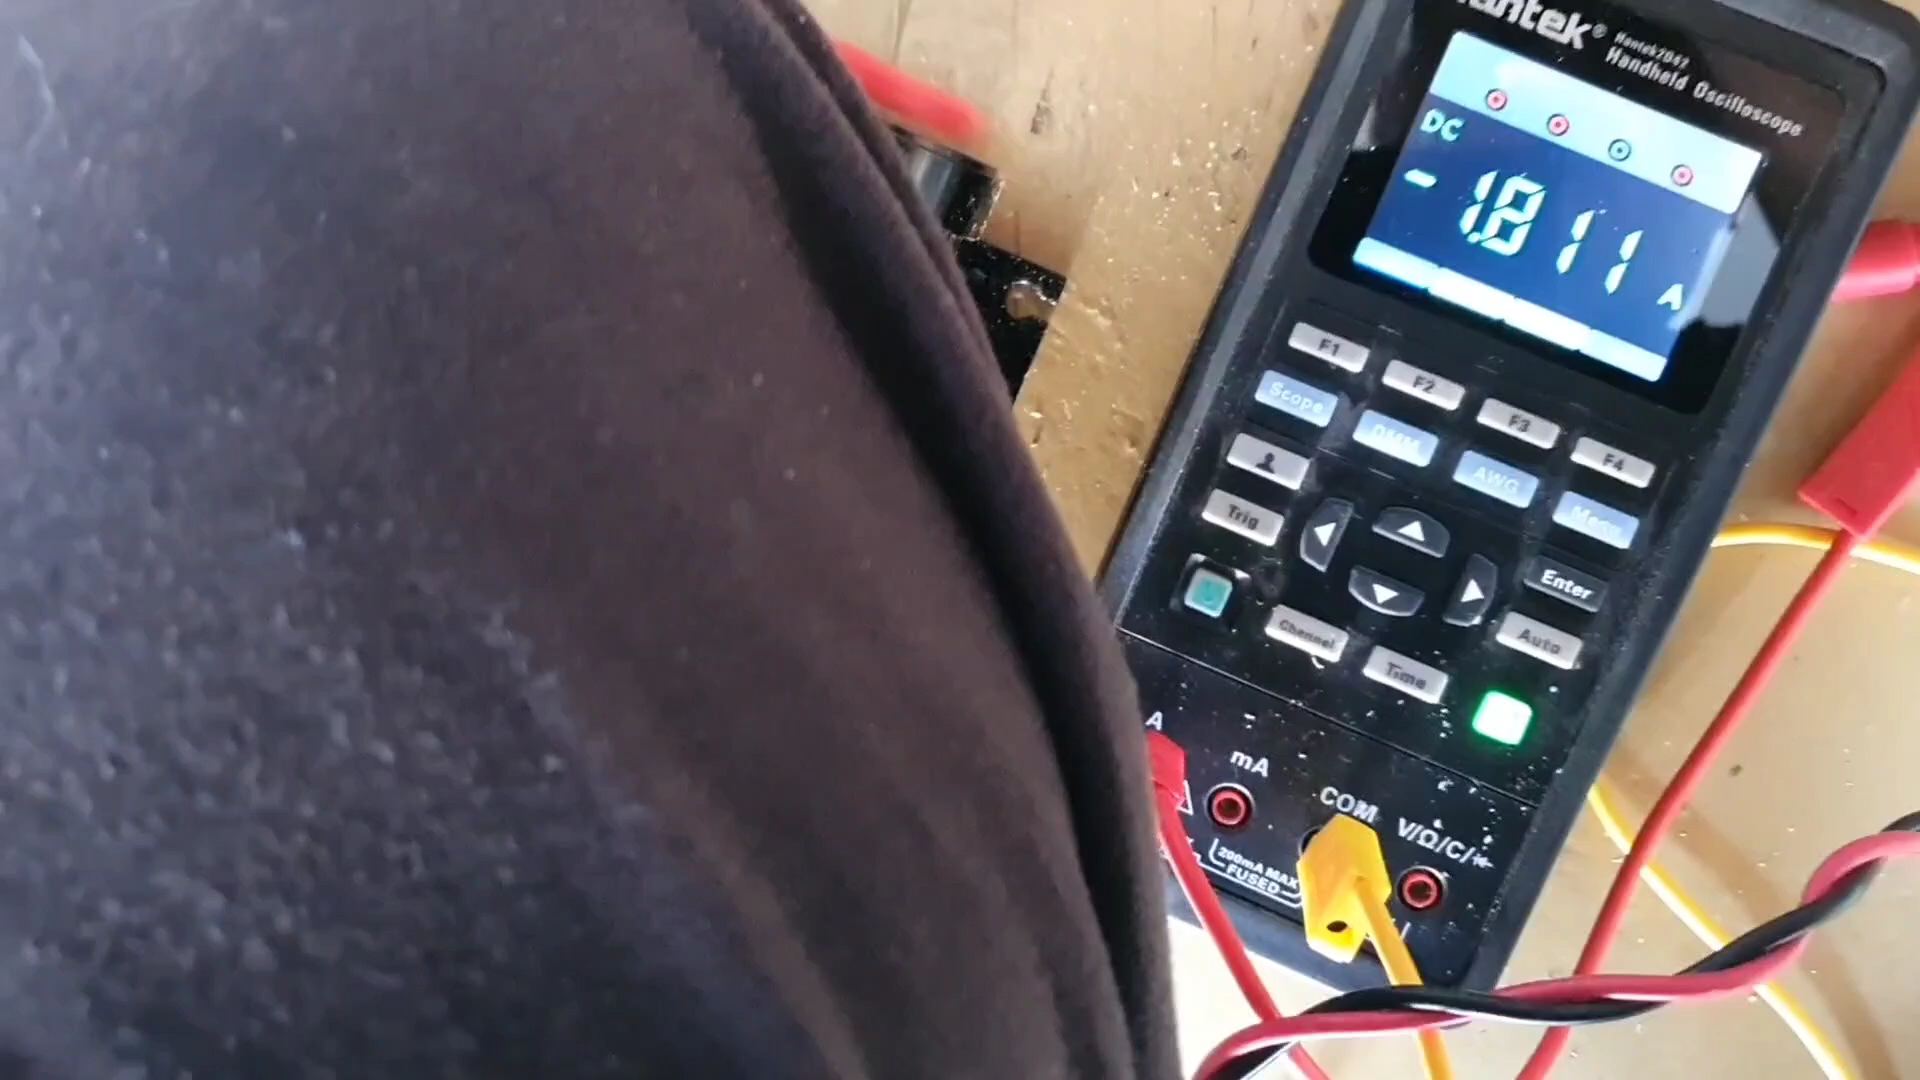 antek®
Hantek2D42
Handheld Oscilloscope
DC
-1.811 A
F1
F2
F3
F4
Scope
DMM
AWG
Menu
Trig
Enter
Channel
Time
Auto
A
mA
COM
V/Ω/C/
200mA MAX
FUSED